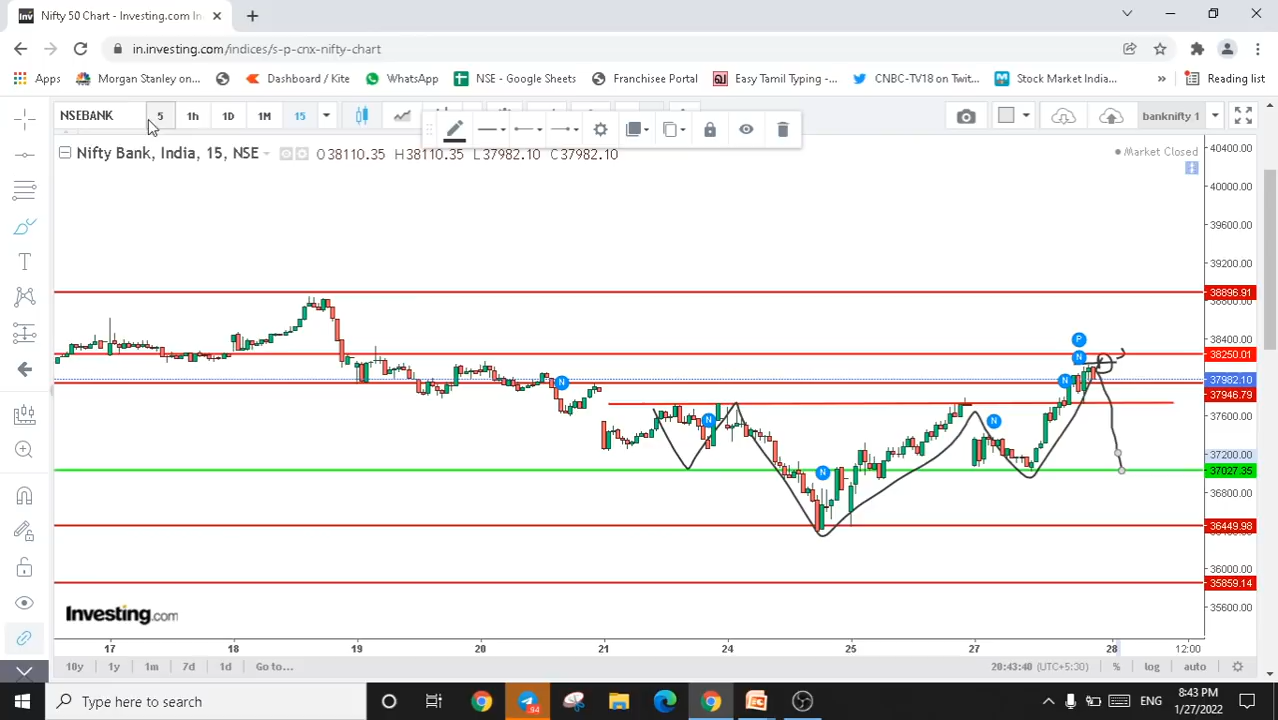 Nifty 50 Chart - Investing.com In
in.investing.com/indices/s-p-cnx-nifty-chart
Apps Morgan Stanley on... Dashboard / Kite WhatsApp NSE - Google Sheets Franchisee Portal Easy Tamil Typing -... CNBC-TV18 on Twit... Stock Market India... » Reading list
NSEBANK 5 1h 1D 1M 15 banknifty 1
Nifty Bank, India, 15, NSE O38110.35 H38110.35 L37982.10 C37982.10 Market Closed
40400.00
40000.00
39600.00
39200.00
38896.91
38400.00
38250.01
37982.10
37946.79
37600.00
37200.00
37027.35
36800.00
36449.98
36000.00
35859.14
35600.00
P
N
N
N
N
N
N
Investing.com
17 18 19 20 21 24 25 27 28 12:00
10y 1y 1m 7d 1d Go to... 20:43:40 (UTC+5:30) % log auto
Type here to search
94
ENG
8:43 PM
1/27/2022